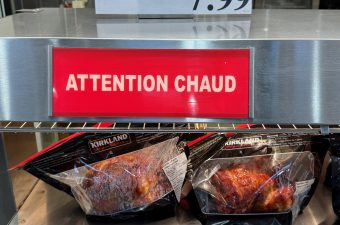 7.99
ATTENTION CHAUD
KIRKLAND
KIRKLAND